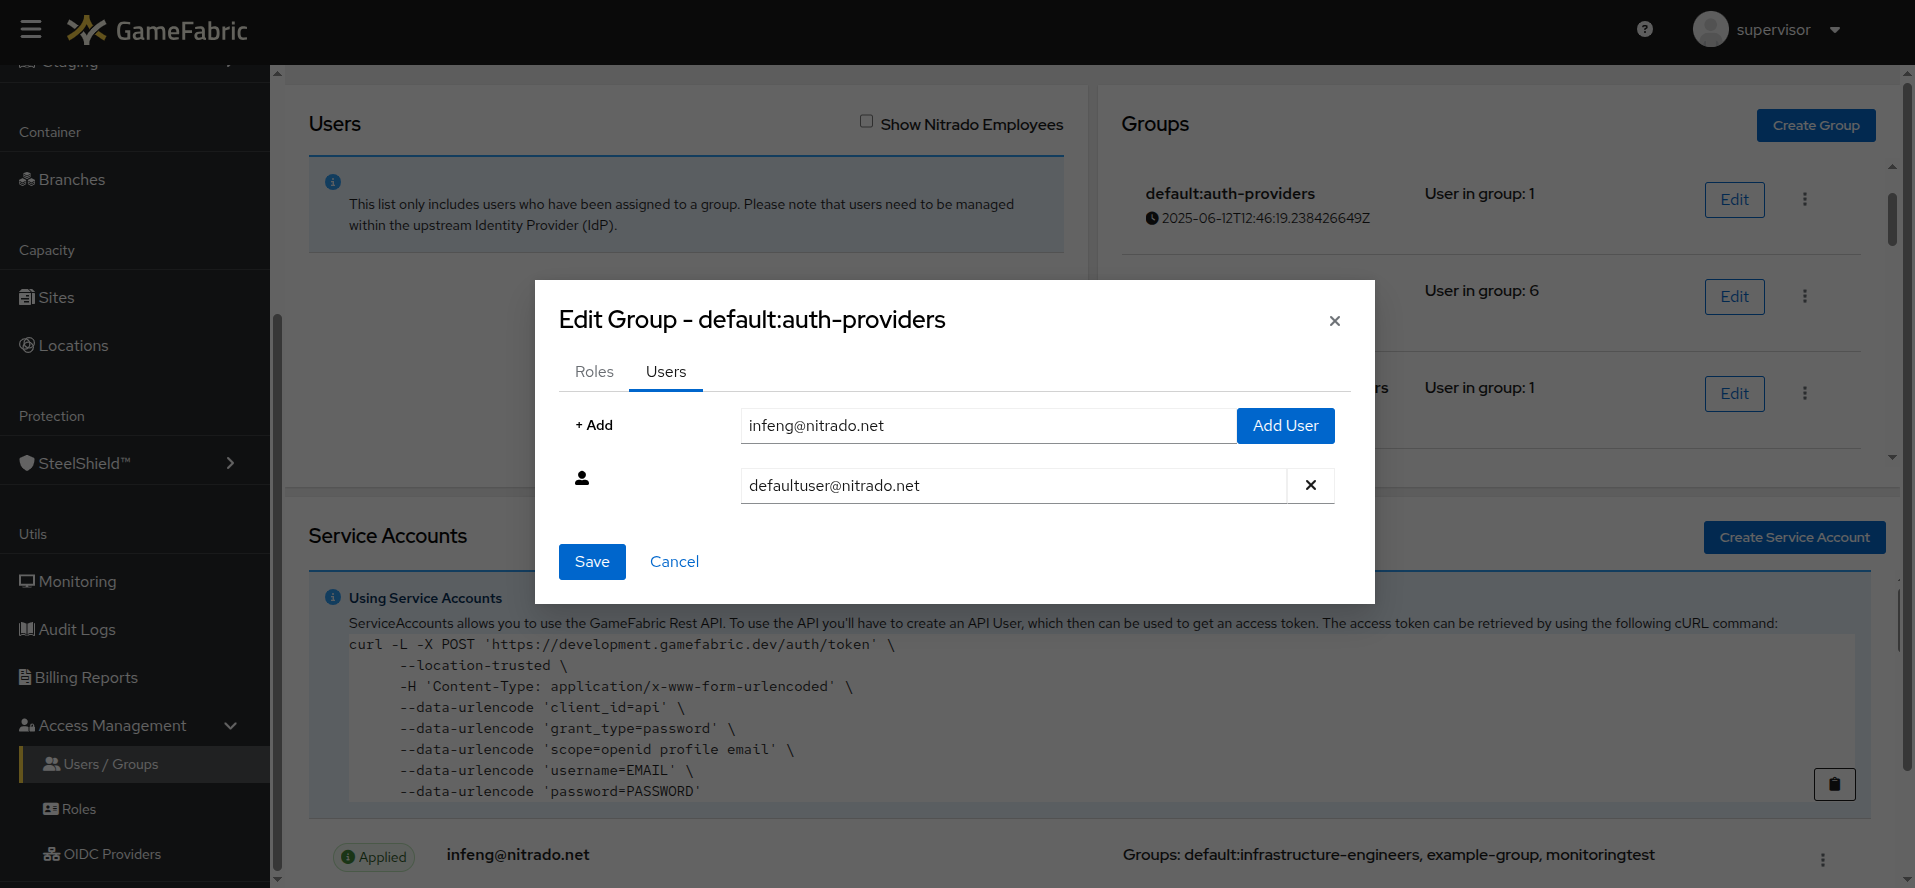 GameFabric
supervisor
Staging
Container
Branches
Capacity
Sites
Locations
Protection
SteelShield™
Utils
Monitoring
Audit Logs
Billing Reports
Access Management
Users / Groups
Roles
OIDC Providers
Users
Show Nitrado Employees
This list only includes users who have been assigned to a group. Please note that users need to be managed
within the upstream Identity Provider (IdP).
Groups
Create Group
default:auth-providers
User in group: 1
Edit
2025-06-12T12:46:19.238426649Z
User in group: 6
Edit
rs
User in group: 1
Edit
Edit Group - default:auth-providers
Roles
Users
+ Add
infeng@nitrado.net
Add User
defaultuser@nitrado.net
Save
Cancel
Service Accounts
Create Service Account
Using Service Accounts
ServiceAccounts allows you to use the GameFabric Rest API. To use the API you'll have to create an API User, which then can be used to get an access token. The access token can be retrieved by using the following cURL command:
curl -L -X POST 'https://development.gamefabric.dev/auth/token' \
--location-trusted \
-H 'Content-Type: application/x-www-form-urlencoded' \
--data-urlencode 'client_id=api' \
--data-urlencode 'grant_type=password' \
--data-urlencode 'scope=openid profile email' \
--data-urlencode 'username=EMAIL' \
--data-urlencode 'password=PASSWORD'
Applied
infeng@nitrado.net
Groups: default:infrastructure-engineers, example-group, monitoringtest